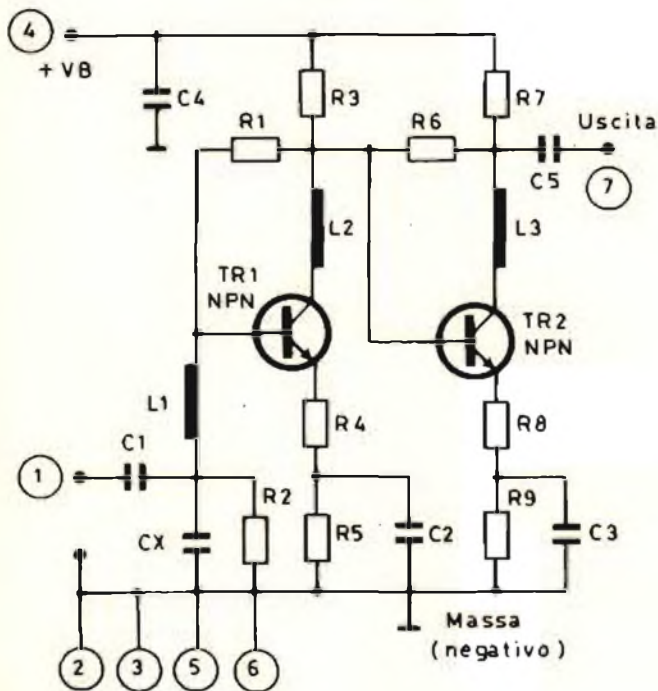 4
+ VB
C4
R3
R7
R1
R6
Uscita
C5
7
L2
L3
TR1
NPN
TR2
NPN
L1
R4
R8
C1
1
R2
R9
CX
R5
C2
C3
Massa
(negativo)
2
3
5
6